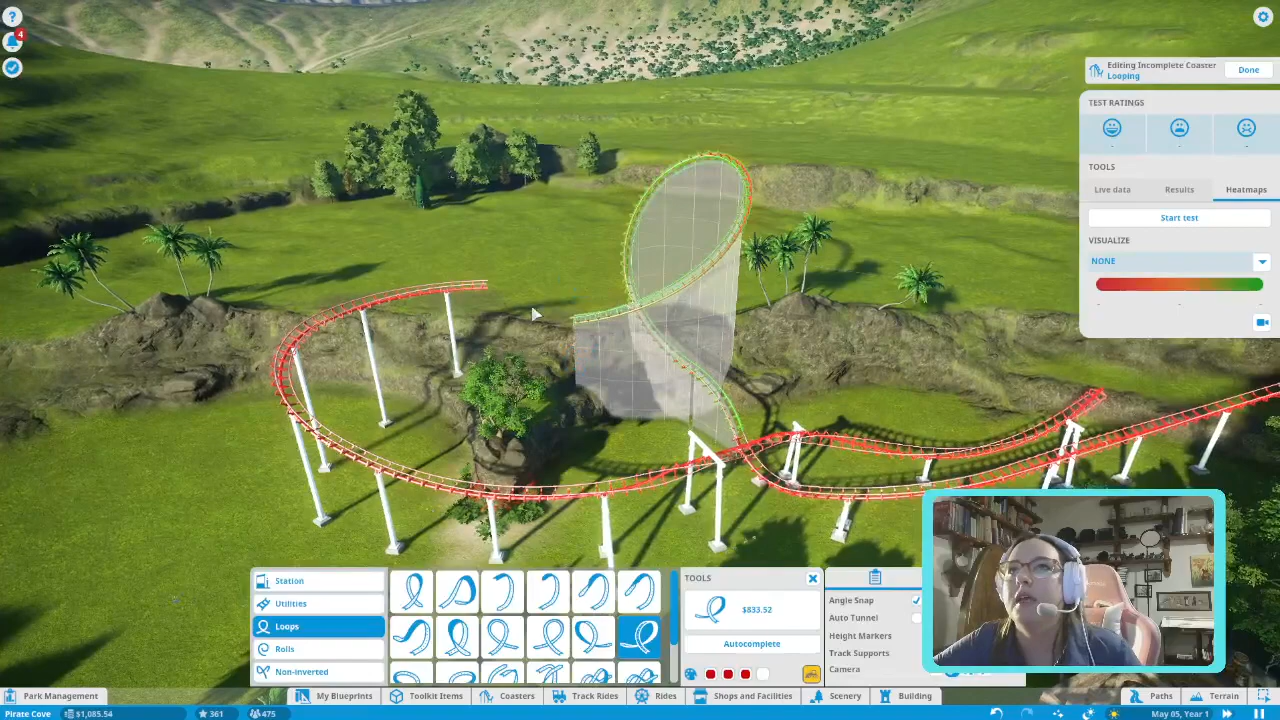 ?
4
Editing Incomplete Coaster
Looping
Done
TEST RATINGS
- - -
TOOLS
Live data Results Heatmaps
Start test
VISUALIZE
NONE
- - -
Station
Utilities
Loops
Rolls
Non-inverted
TOOLS
$833.52
Autocomplete
Angle Snap
Auto Tunnel
Height Markers
Track Supports
Camera
Park Management My Blueprints Toolkit Items Coasters Track Rides Rides Shops and Facilities Scenery Building Paths Terrain
Pirate Cove $1,085.54 361 475 May 05, Year 1